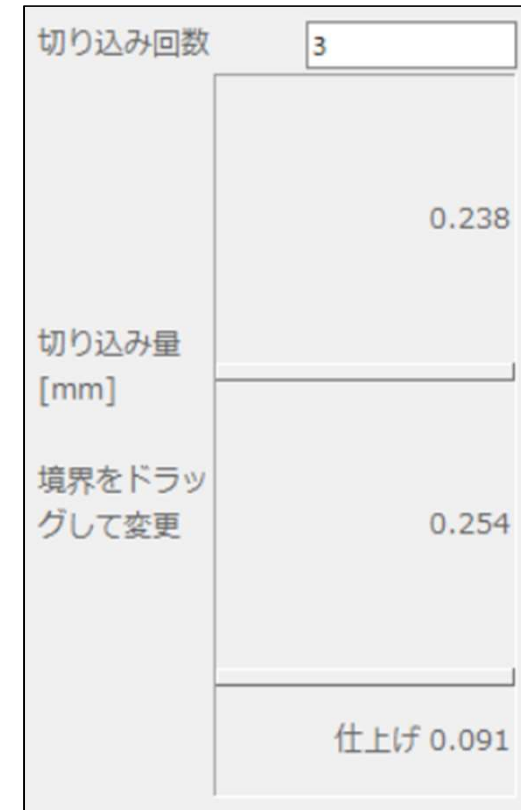 切り込み回数
3
0.238
切り込み量
[mm]
境界をドラッ
グして変更
0.254
仕上げ 0.091